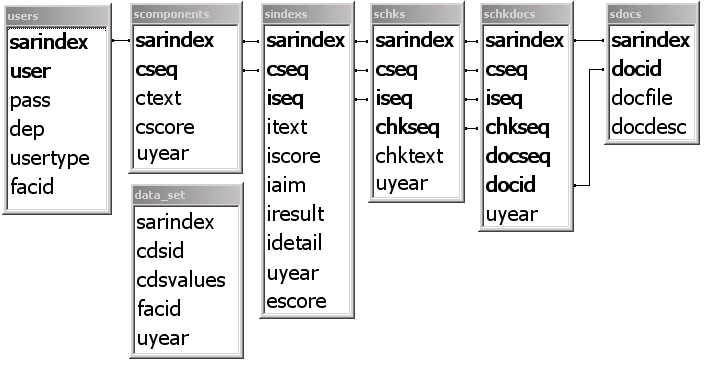 users
sarindex
user
pass
dep
usertype
facid
scomponents
sarindex
cseq
ctext
cscore
uyear
data_set
sarindex
cdsid
cdsvalues
facid
uyear
sindexs
sarindex
cseq
iseq
itext
iscore
iaim
iresult
idetail
uyear
escore
schks
sarindex
cseq
iseq
chkseq
chktext
uyear
schkdocs
sarindex
cseq
iseq
chkseq
docseq
docid
uyear
sdocs
sarindex
docid
docfile
docdesc